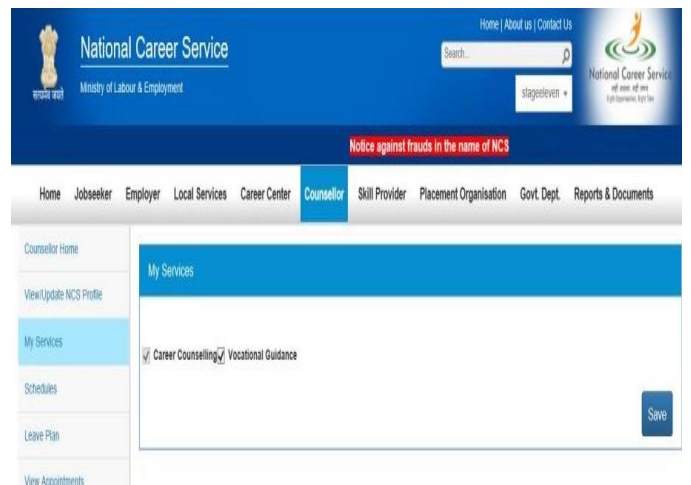 Home | About us | Contact Us
National Career Service
Search...
Ministry of Labour & Employment
सत्यमेव जयते
stageeleven
National Career Service
Notice against frauds in the name of NCS
Home Jobseeker Employer Local Services Career Center Counsellor Skill Provider Placement Organisation Govt. Dept. Reports & Documents
Counsellor Home
View/Update NCS Profile
My Services
Schedules
Leave Plan
View Appointments
My Services
Career Counselling Vocational Guidance
Save